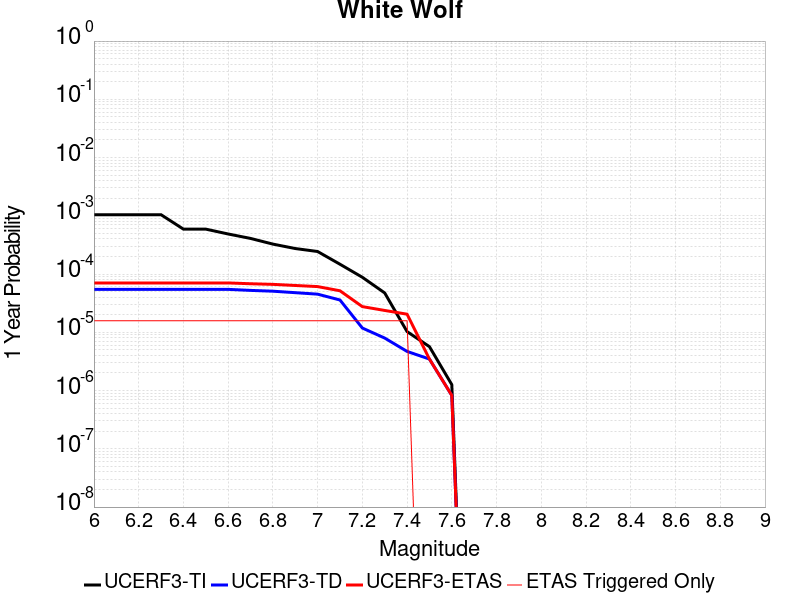 White Wolf
10^0
10^-1
10^-2
10^-3
10^-4
10^-5
10^-6
10^-7
10^-8
1 Year Probability
6 6.2 6.4 6.6 6.8 7 7.2 7.4 7.6 7.8 8 8.2 8.4 8.6 8.8 9
Magnitude
UCERF3-TI UCERF3-TD UCERF3-ETAS ETAS Triggered Only